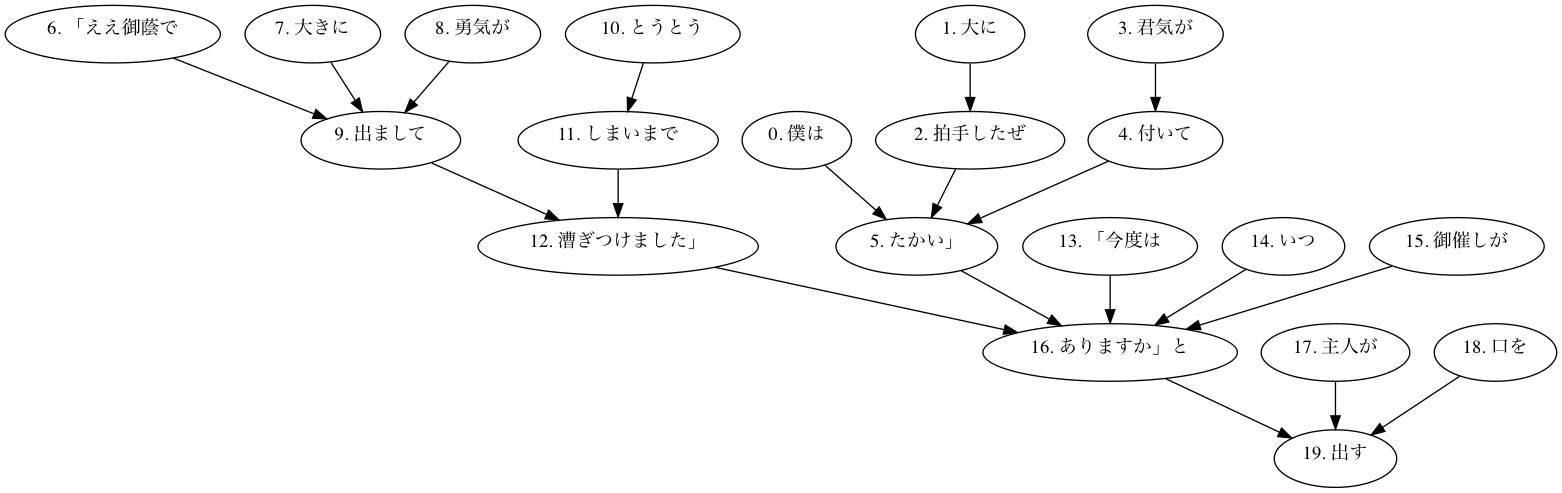 6. 「ええ御蔭で
7. 大きに
8. 勇気が
10. とうとう
1. 大に
3. 君気が
9. 出まして
11. しまいまで
0. 僕は
2. 拍手したぜ
4. 付いて
12. 漕ぎつけました」
5. たかい」
13. 「今度は
14. いつ
15. 御催しが
16. ありますか」と
17. 主人が
18. 口を
19. 出す